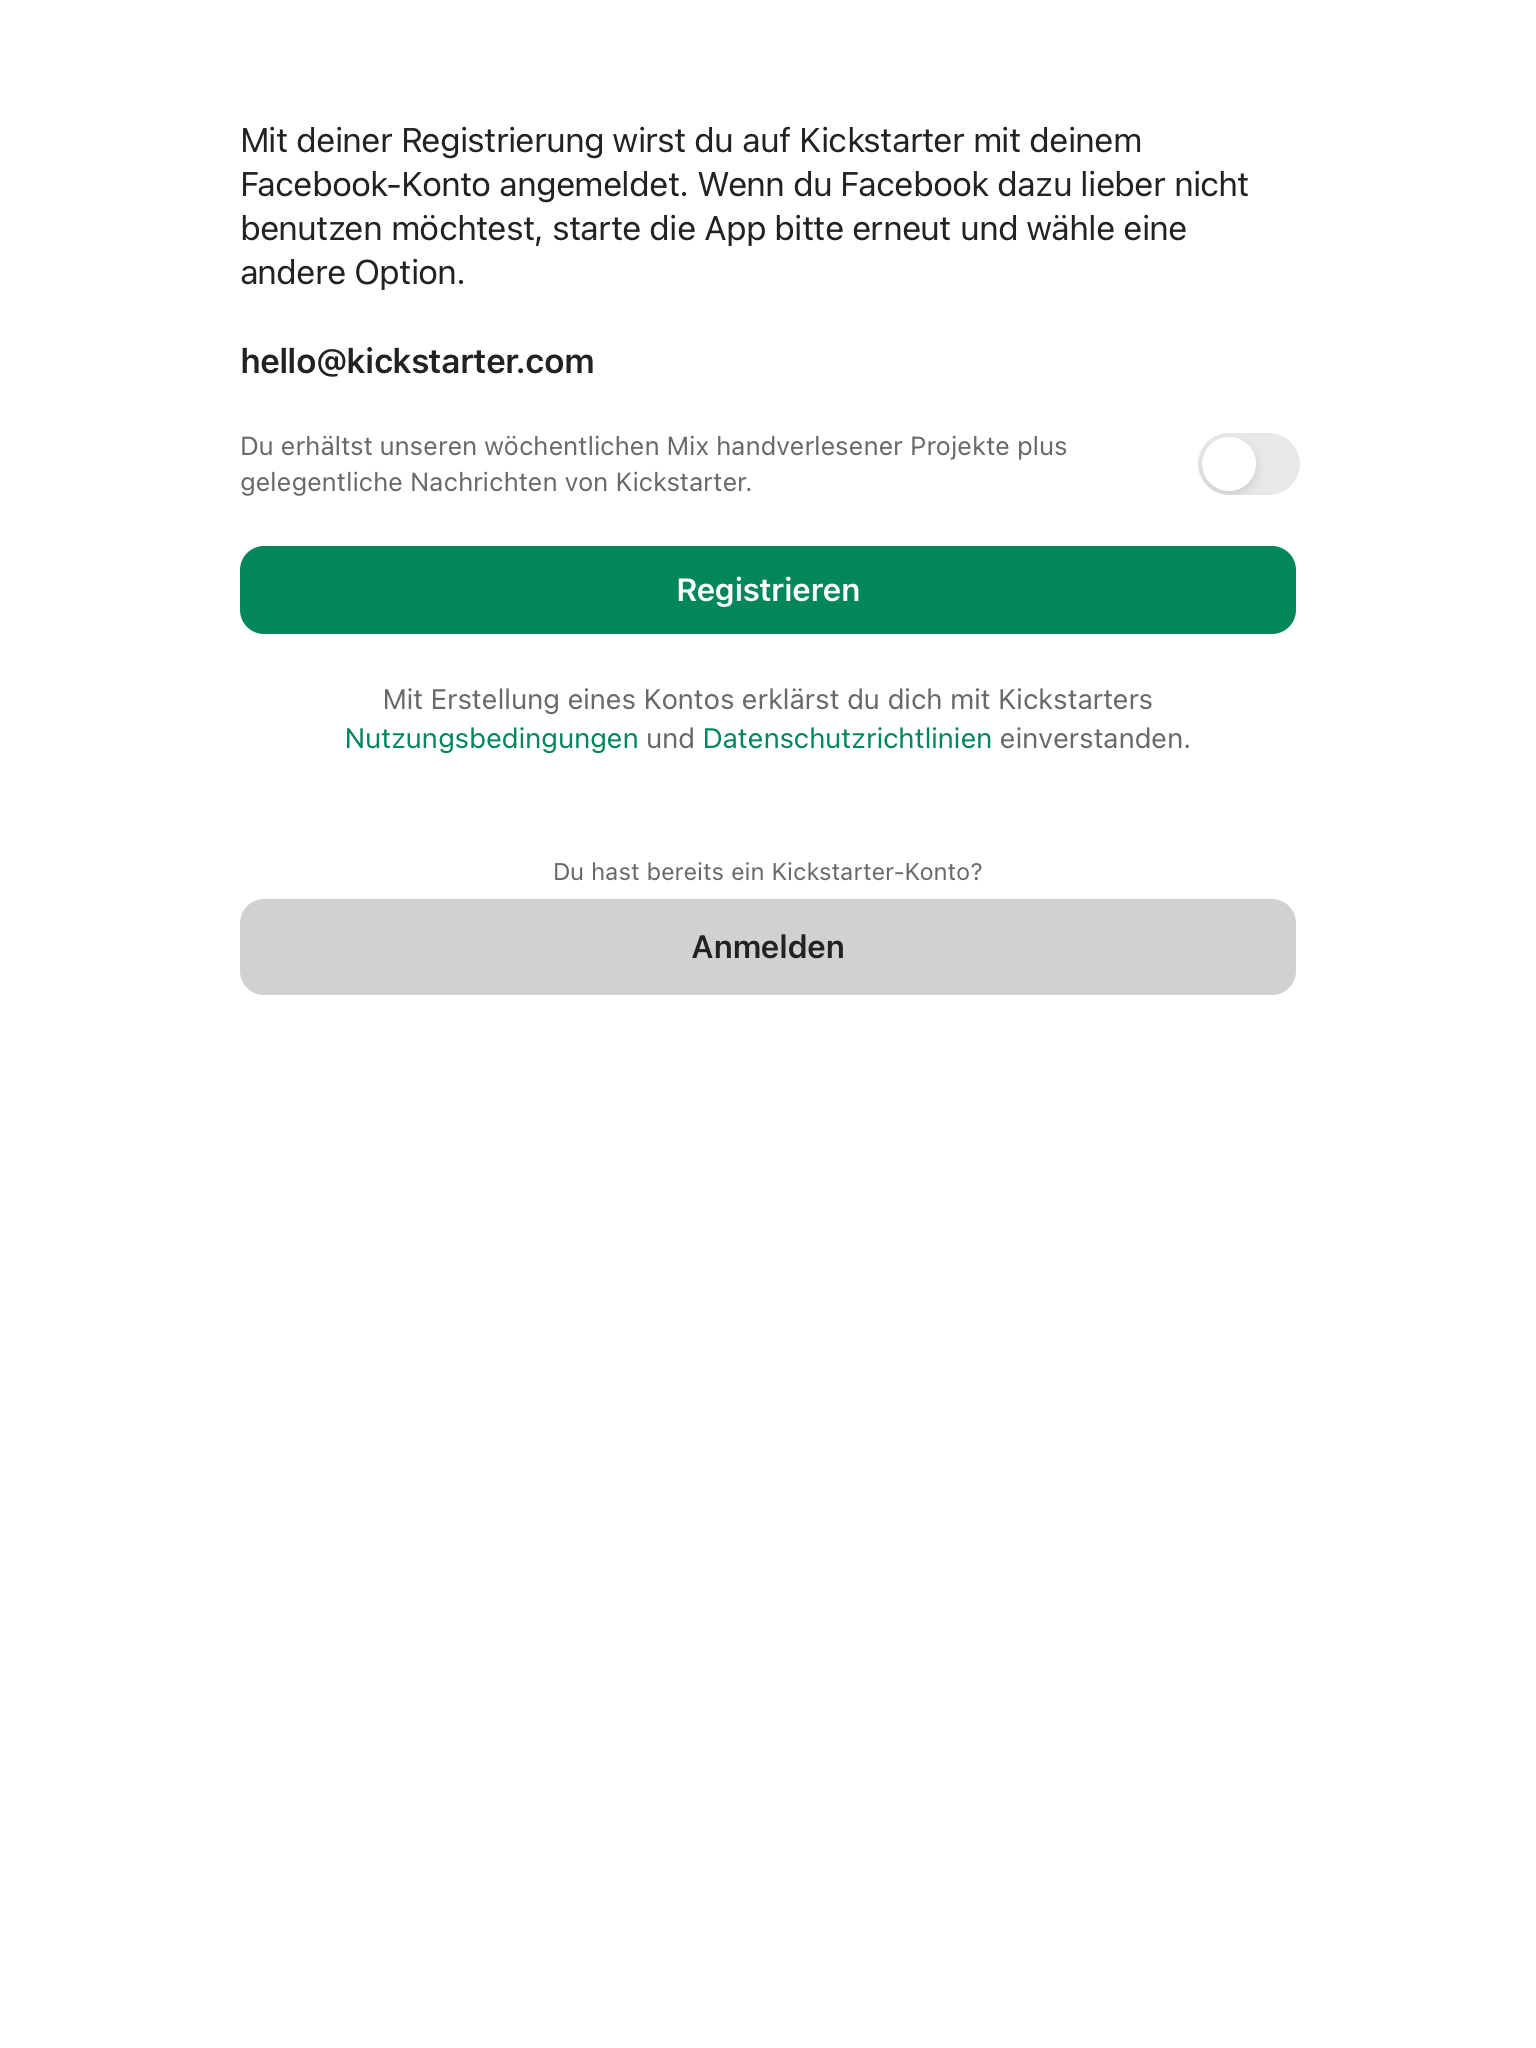 Mit deiner Registrierung wirst du auf Kickstarter mit deinem
Facebook-Konto angemeldet. Wenn du Facebook dazu lieber nicht
benutzen möchtest, starte die App bitte erneut und wähle eine
andere Option.
hello@kickstarter.com
Du erhältst unseren wöchentlichen Mix handverlesener Projekte plus
gelegentliche Nachrichten von Kickstarter.
Registrieren
Mit Erstellung eines Kontos erklärst du dich mit Kickstarters
Nutzungsbedingungen und Datenschutzrichtlinien einverstanden.
Du hast bereits ein Kickstarter-Konto?
Anmelden